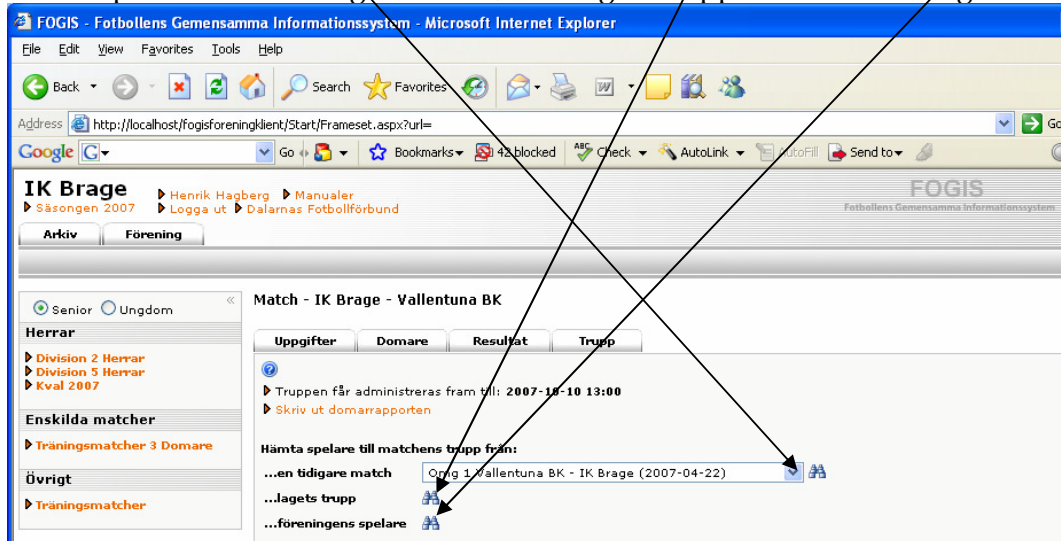 FOGIS - Fotbollens Gemensamma Informationssystem - Microsoft Internet Explorer
File Edit View Favorites Tools Help
Back Search Favorites
Address http://localhost/fogisforeningklient/Start/Frameset.aspx?url= Go
Google G Go Bookmarks 42 blocked ABC Check AutoLink AutoFill Send to
IK Brage Henrik Hagberg Manualer FOGIS
Säsongen 2007 Logga ut Dalarnas Fotbollförbund Fotbollens Gemensamma Informationssystem
Arkiv Förening
Senior Ungdom «
Herrar
Division 2 Herrar
Division 5 Herrar
Kval 2007
Enskilda matcher
Träningsmatcher 3 Domare
Övrigt
Träningsmatcher
Match - IK Brage - Vallentuna BK
Uppgifter Domare Resultat Trupp
?
Truppen får administreras fram till: 2007-10-10 13:00
Skriv ut domarrapporten
Hämta spelare till matchens trupp från:
...en tidigare match Omg 1 Vallentuna BK - IK Brage (2007-04-22)
...lagets trupp
...föreningens spelare